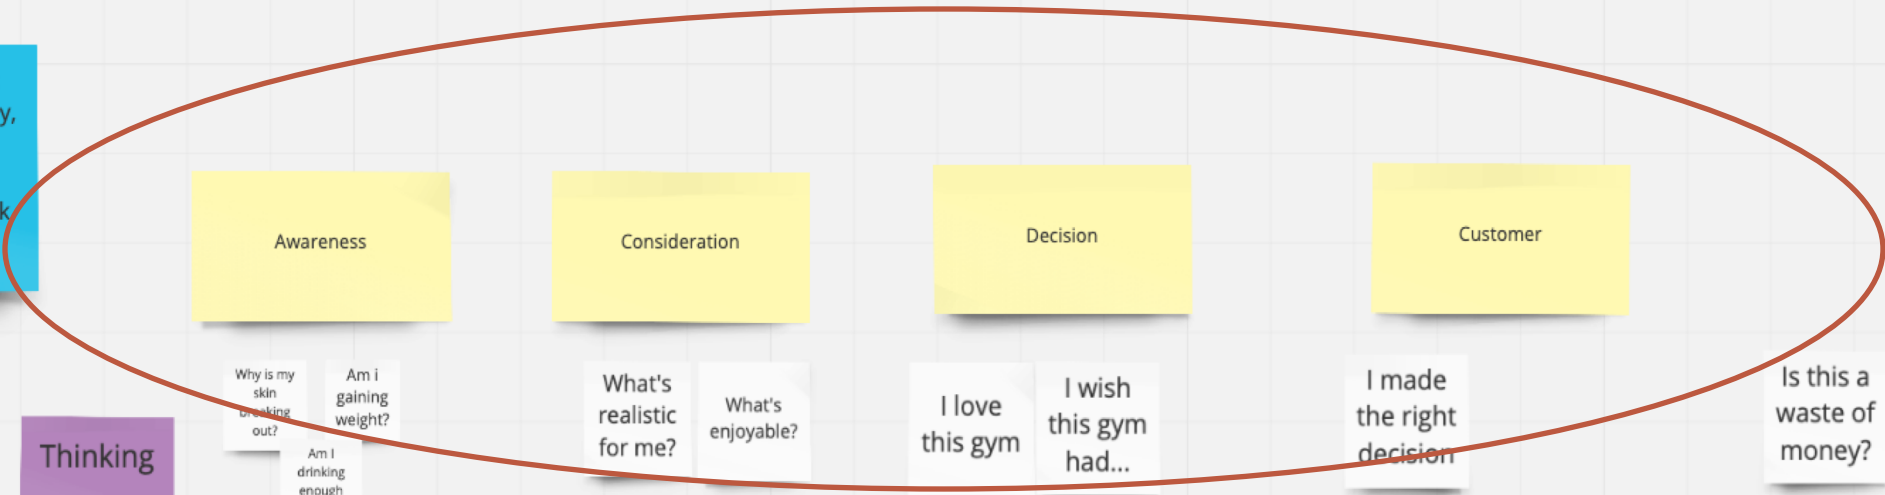 y,
k
Awareness
Consideration
Decision
Customer
Why is my
skin
breaking
out?
Am i
gaining
weight?
Am I
drinking
enough
What's
realistic
for me?
What's
enjoyable?
I love
this gym
I wish
this gym
had...
I made
the right
decision
Is this a
waste of
money?
Thinking